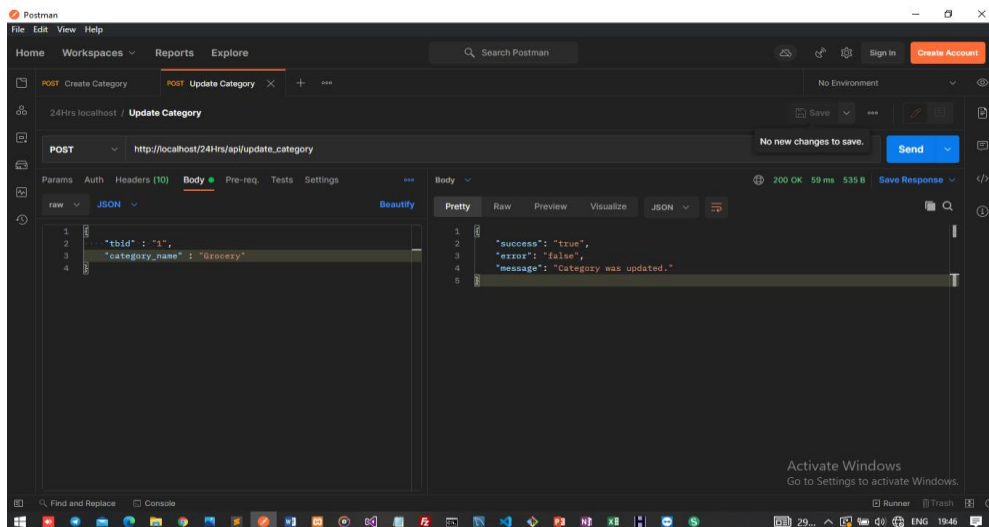 Postman
File Edit View Help
Home Workspaces Reports Explore Search Postman Sign In Create Account
POST Create Category POST Update Category No Environment
24Hrs localhost / Update Category Save
No new changes to save.
POST http://localhost/24Hrs/api/update_category Send
Params Auth Headers (10) Body Pre-req. Tests Settings Body 200 OK 59 ms 535 B Save Response
raw JSON Beautify Pretty Raw Preview Visualize JSON
1 {
2 "tbid" : "1",
3 "category_name" : "Grocery"
4 }
1 {
2 "success": "true",
3 "error": "false",
4 "message": "Category was updated."
5 }
Activate Windows
Go to Settings to activate Windows.
Find and Replace Console Runner Trash
29... ENG 19:46